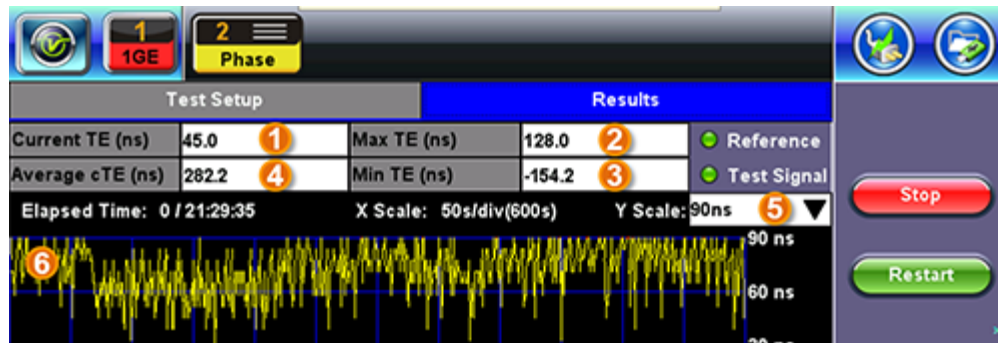 1
1GE
2
Phase
Test Setup
Results
Current TE (ns) 45.0 1 Max TE (ns) 128.0 2 Reference
Average cTE (ns) 282.2 4 Min TE (ns) -154.2 3 Test Signal
Elapsed Time: 0 / 21:29:35 X Scale: 50s/div(600s) Y Scale: 90ns 5
Stop
6
90 ns
Restart
60 ns